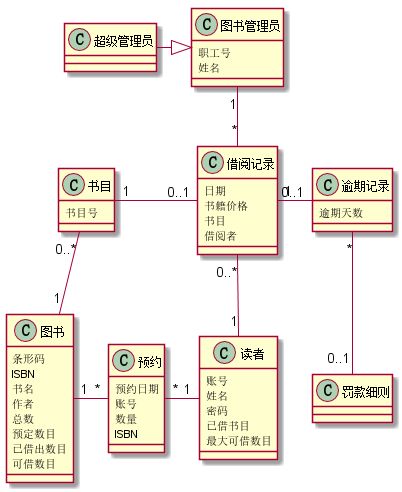 C 超级管理员
C 图书管理员
职工号
姓名
1
*
C 借阅记录
日期
书籍价格
书目
借阅者
C 书目
书目号
1
0..1
0..1
1
C 逾期记录
逾期天数
0..*
1
0..*
1
*
0..1
C 图书
条形码
ISBN
书名
作者
总数
预定数目
已借出数目
可借数目
1
*
C 预约
预约日期
账号
数量
ISBN
*
1
C 读者
账号
姓名
密码
已借书目
最大可借数目
C 罚款细则